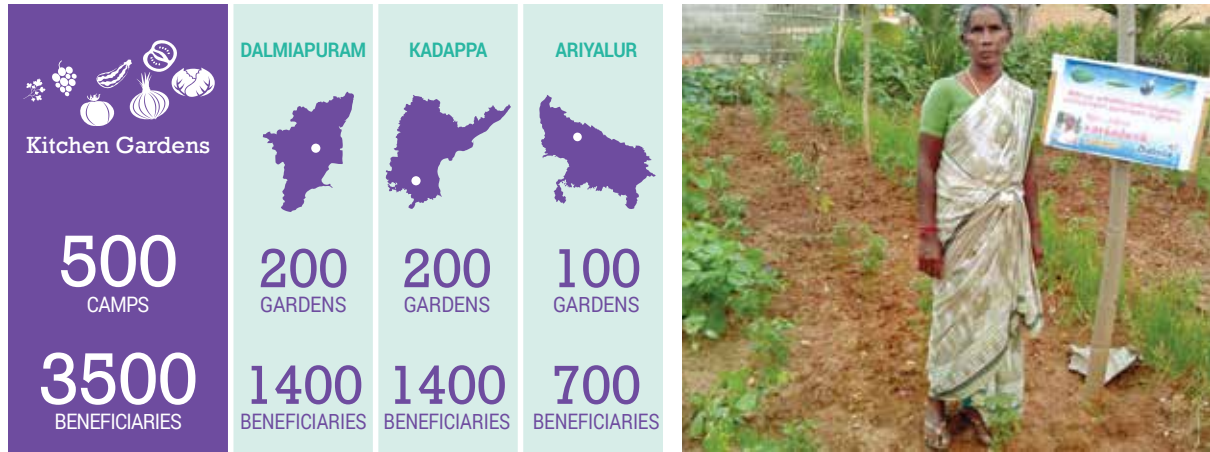 Kitchen Gardens
500
CAMPS
3500
BENEFICIARIES
DALMIAPURAM
200
GARDENS
1400
BENEFICIARIES
KADAPPA
200
GARDENS
1400
BENEFICIARIES
ARIYALUR
100
GARDENS
700
BENEFICIARIES